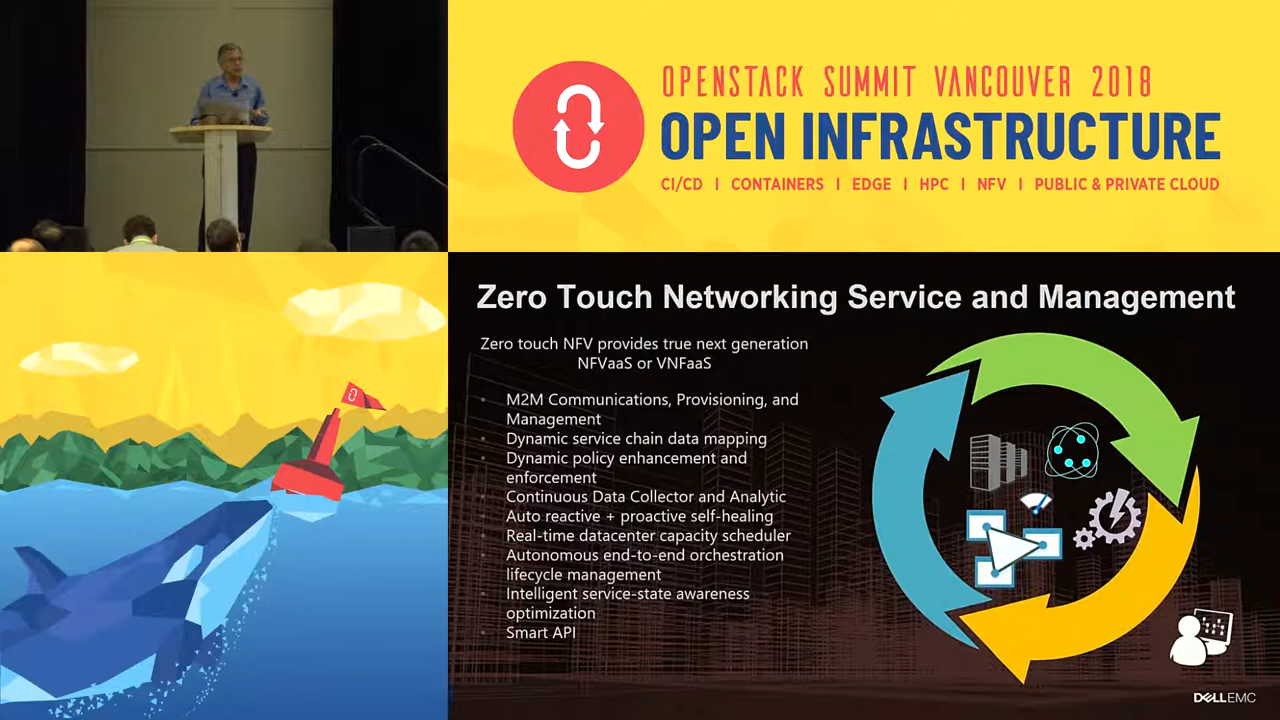 OPENSTACK SUMMIT VANCOUVER 2018
OPEN INFRASTRUCTURE
CI/CD | CONTAINERS | EDGE | HPC | NFV | PUBLIC & PRIVATE CLOUD
Zero Touch Networking Service and Management
Zero touch NFV provides true next generation
NFVaaS or VNFaaS
• M2M Communications, Provisioning, and
Management
• Dynamic service chain data mapping
• Dynamic policy enhancement and
enforcement
• Continuous Data Collector and Analytic
• Auto reactive + proactive self-healing
• Real-time datacenter capacity scheduler
• Autonomous end-to-end orchestration
lifecycle management
• Intelligent service-state awareness
optimization
• Smart API
DELLEMC